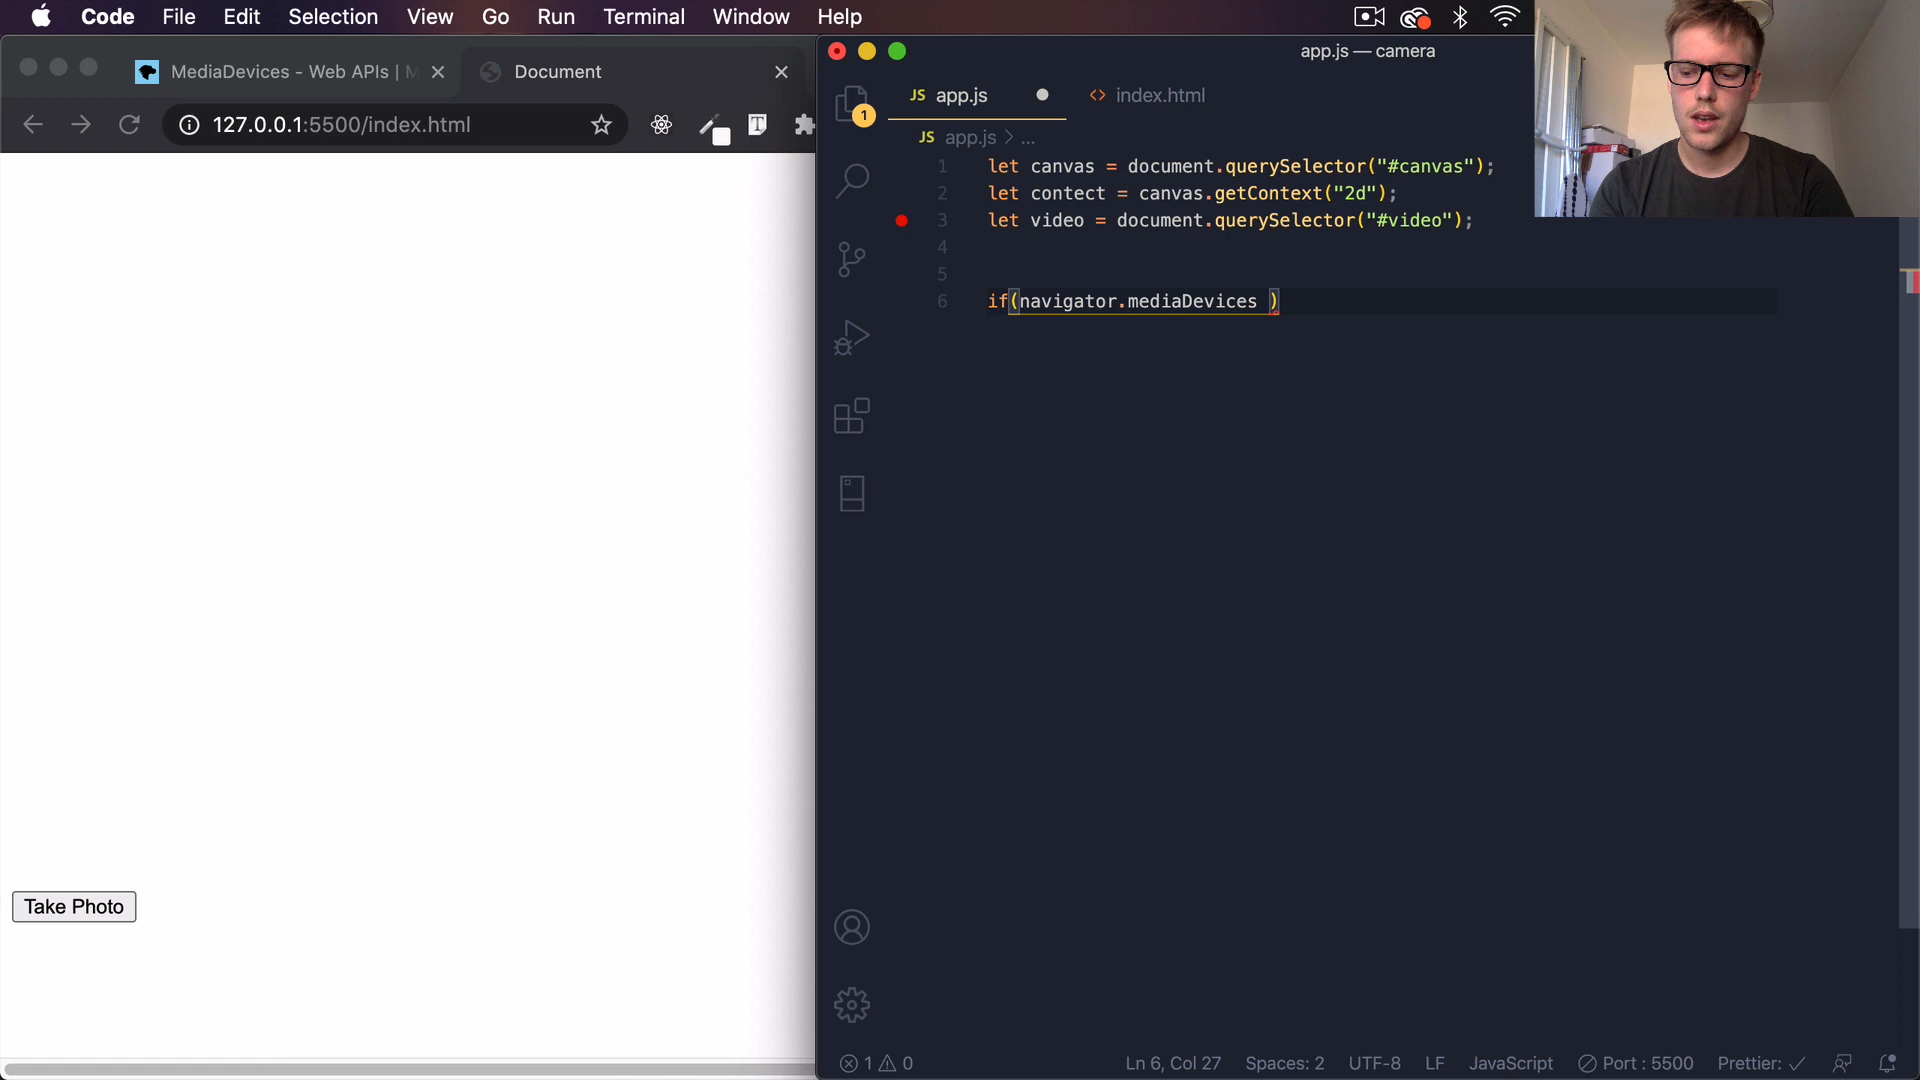 Code File Edit Selection View Go Run Terminal Window Help
MediaDevices - Web APIs | M
Document
127.0.0.1:5500/index.html
Take Photo
app.js — camera
1
JS app.js
<> index.html
JS app.js > ...
1 let canvas = document.querySelector("#canvas");
2 let contect = canvas.getContext("2d");
3 let video = document.querySelector("#video");
4
5
6 if(navigator.mediaDevices )
1 0 Ln 6, Col 27 Spaces: 2 UTF-8 LF JavaScript Port : 5500 Prettier: